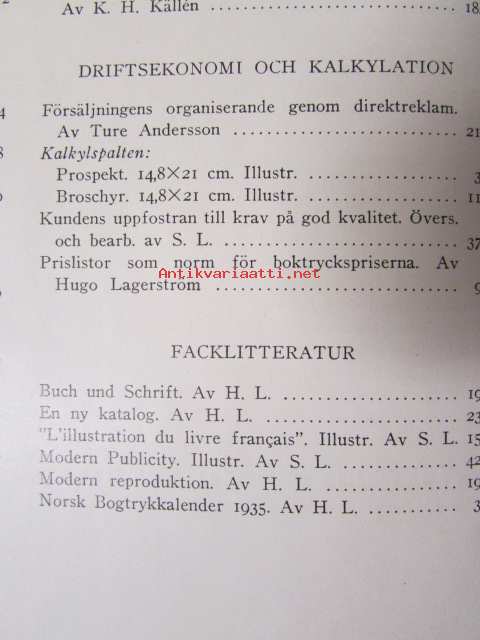 Av K. H. Källén
DRIFTSEKONOMI OCH KALKYLATION
Försäljningens organiserande genom direktreklam.
Av Ture Andersson
Kalkylspalten:
Prospekt. 14,8×21 cm. Illustr.
Broschyr. 14,8×21 cm. Illustr.
Kundens uppfostran till krav på god kvalitet. Övers.
och bearb. av S. L. 37
Prislistor som norm för boktryckspriserna. Av
Antikvariaatti.net
Hugo Lagerström
FACKLITTERATUR
Buch und Schrift. Av H. L.
En ny katalog. Av H. L. 23
"L'illustration du livre français". Illustr. Av S. L.
Modern Publicity. Illustr. Av S. L. 42
Modern reproduktion. Av H. L.
Norsk Bogtrykkalender 1935. Av H. L.